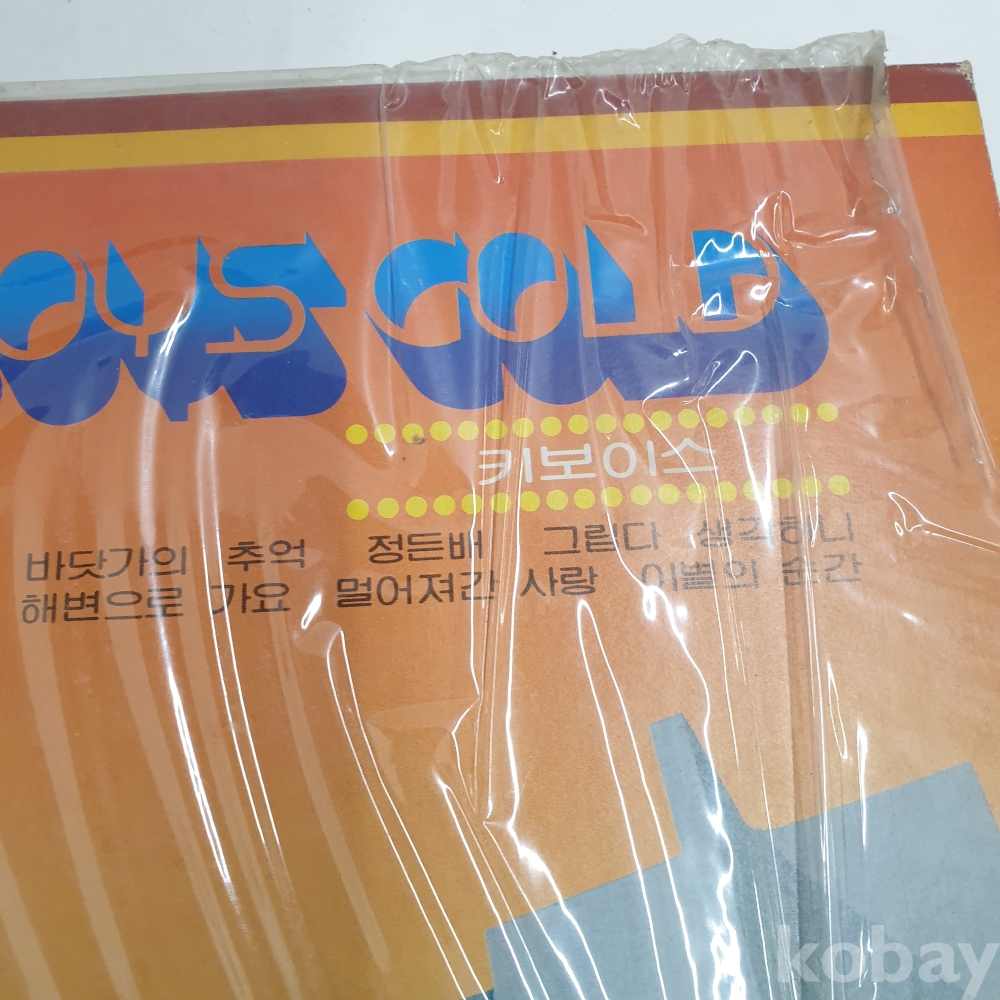 OYS GOLD
키보이스
바닷가의 추억 정든배 그립다 생각하니
해변으로 가요 멀어져간 사랑 이별의 순간
kobay